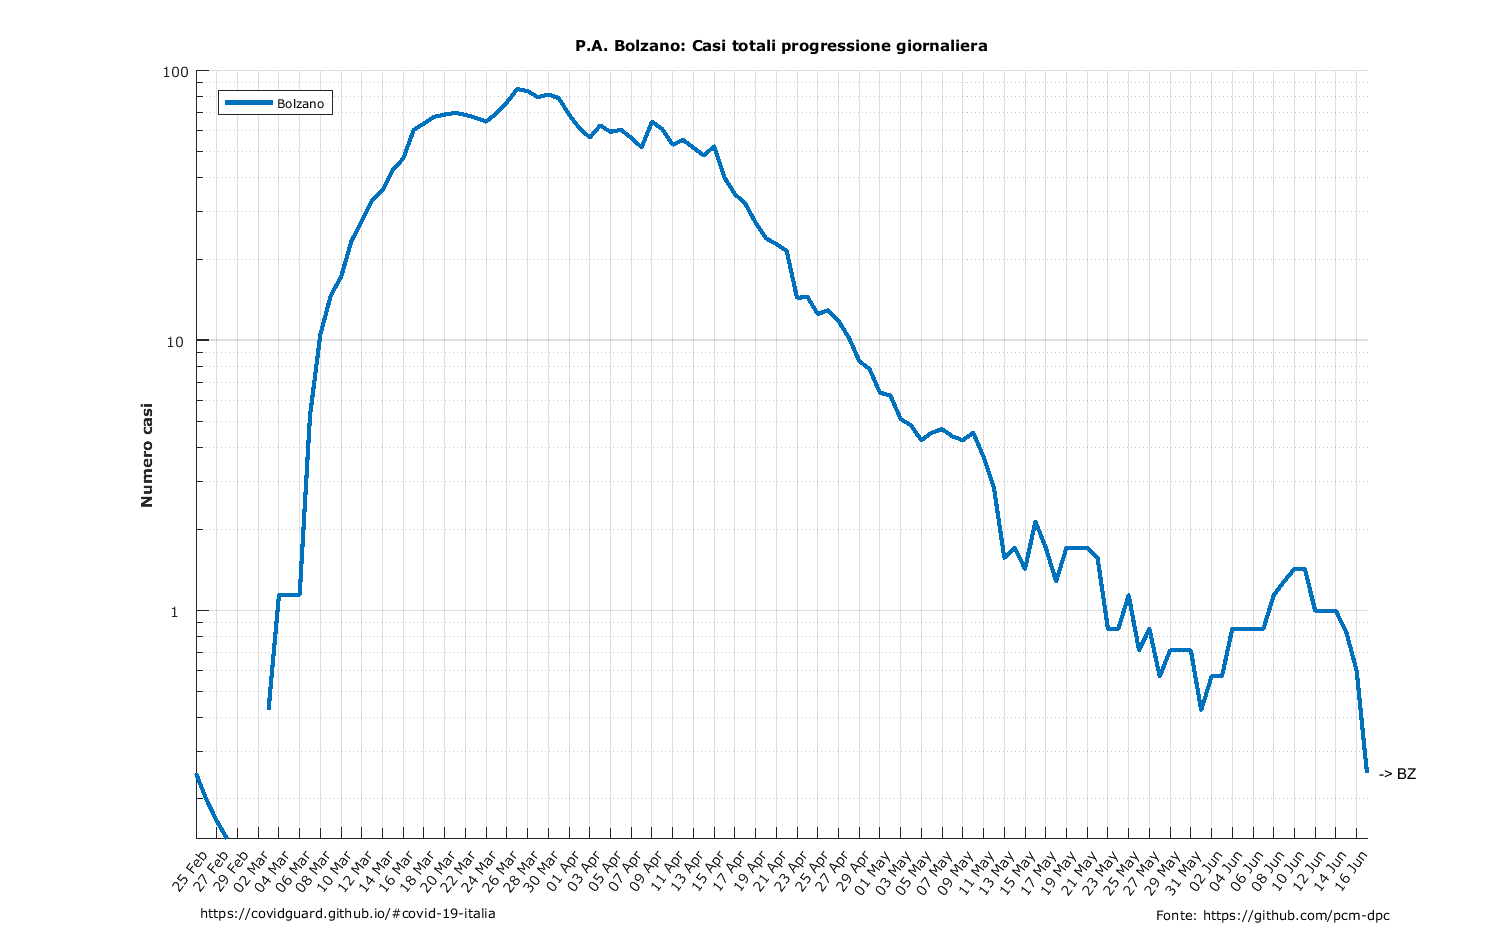 P.A. Bolzano: Casi totali progressione giornaliera
Bolzano
Numero casi
100
10
1
-> BZ
25 Feb
27 Feb
29 Feb
02 Mar
04 Mar
06 Mar
08 Mar
10 Mar
12 Mar
14 Mar
16 Mar
18 Mar
20 Mar
22 Mar
24 Mar
26 Mar
28 Mar
30 Mar
01 Apr
03 Apr
05 Apr
07 Apr
09 Apr
11 Apr
13 Apr
15 Apr
17 Apr
19 Apr
21 Apr
23 Apr
25 Apr
27 Apr
29 Apr
01 May
03 May
05 May
07 May
09 May
11 May
13 May
15 May
17 May
19 May
21 May
23 May
25 May
27 May
29 May
31 May
02 Jun
04 Jun
06 Jun
08 Jun
10 Jun
12 Jun
14 Jun
16 Jun
https://covidguard.github.io/#covid-19-italia
Fonte: https://github.com/pcm-dpc